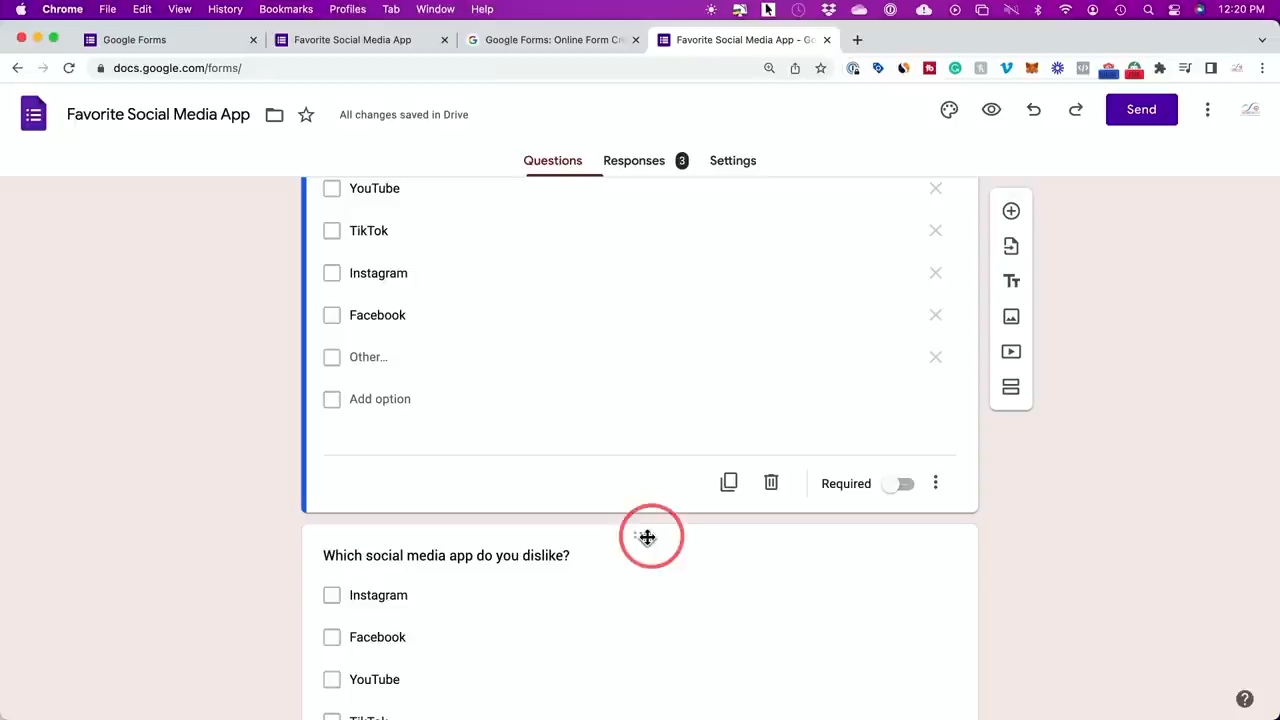 Chrome File Edit View History Bookmarks Profiles Tab Window Help 12:20 PM
Google Forms Favorite Social Media App Google Forms: Online Form Cr Favorite Social Media App - Go
docs.google.com/forms/
Favorite Social Media App All changes saved in Drive Send
Questions Responses 3 Settings
YouTube
TikTok
Instagram
Facebook
Other...
Add option
Required
Which social media app do you dislike?
Instagram
Facebook
YouTube
TikTok